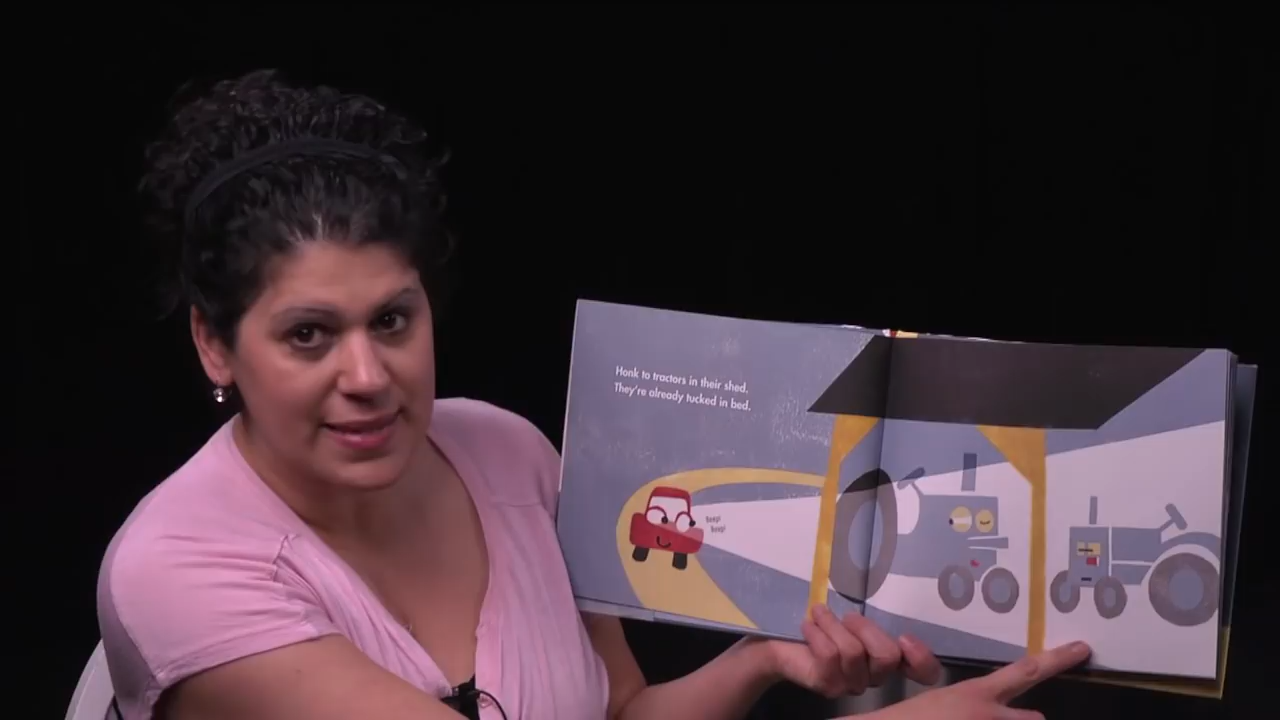 Honk to tractors in their shed.
They're already tucked in bed.
Beep!
beep!